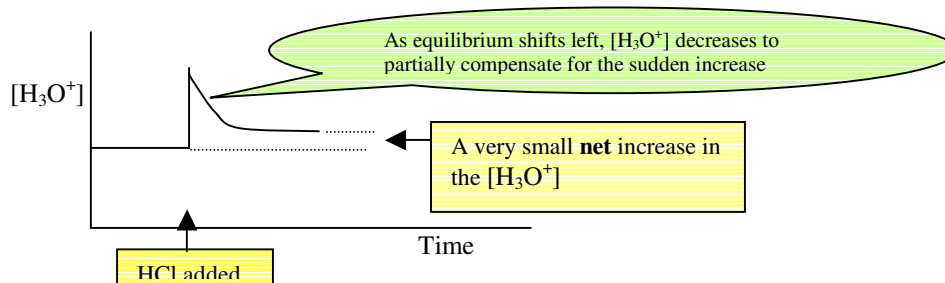 As equilibrium shifts left, [H₃O⁺] decreases to
partially compensate for the sudden increase
[H₃O⁺]
A very small net increase in
the [H₃O⁺]
Time
HCl added